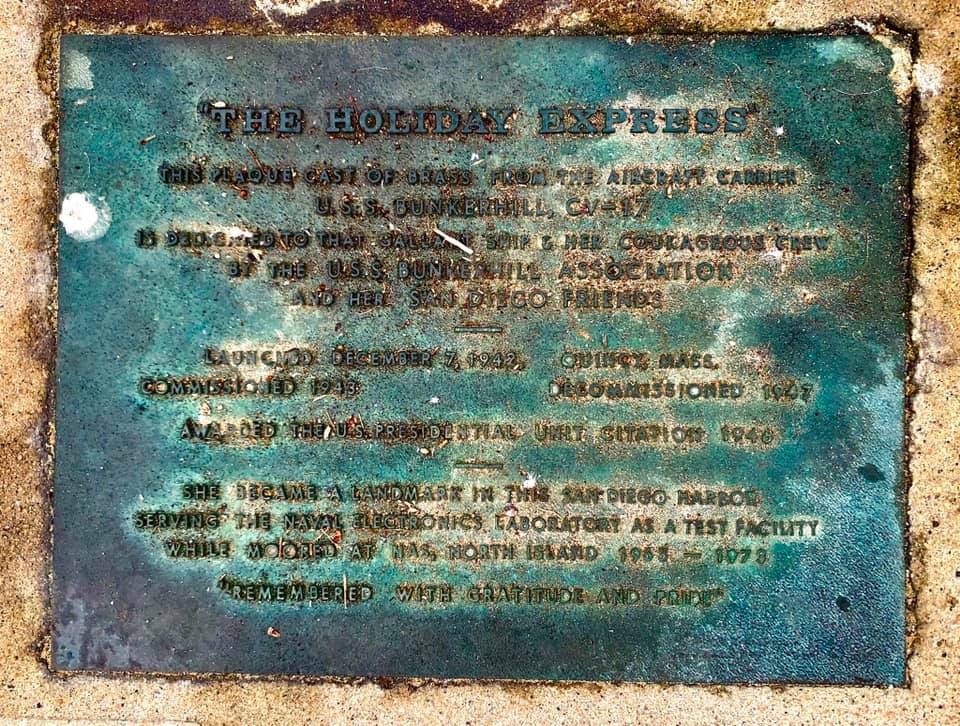 "THE HOLIDAY EXPRESS"
THIS PLAQUE CAST OF BRASS FROM THE AIRCRAFT CARRIER
U.S.S. BUNKERHILL, CV-17
IS DEDICATED TO THAT GALLANT SHIP & HER COURAGEOUS CREW
BY THE U.S.S. BUNKERHILL ASSOCIATION
AND HER SAN DIEGO FRIENDS
LAUNCHED DECEMBER 7, 1942, QUINCY, MASS.
COMMISSIONED 1943 DECOMMISSIONED 1947
AWARDED THE U.S. PRESIDENTIAL UNIT CITATION 1946
SHE BECAME A LANDMARK IN THIS SAN DIEGO HARBOR
SERVING THE NAVAL ELECTRONICS LABORATORY AS A TEST FACILITY
WHILE MOORED AT NAS, NORTH ISLAND
"REMEMBERED WITH GRATITUDE AND PRIDE"